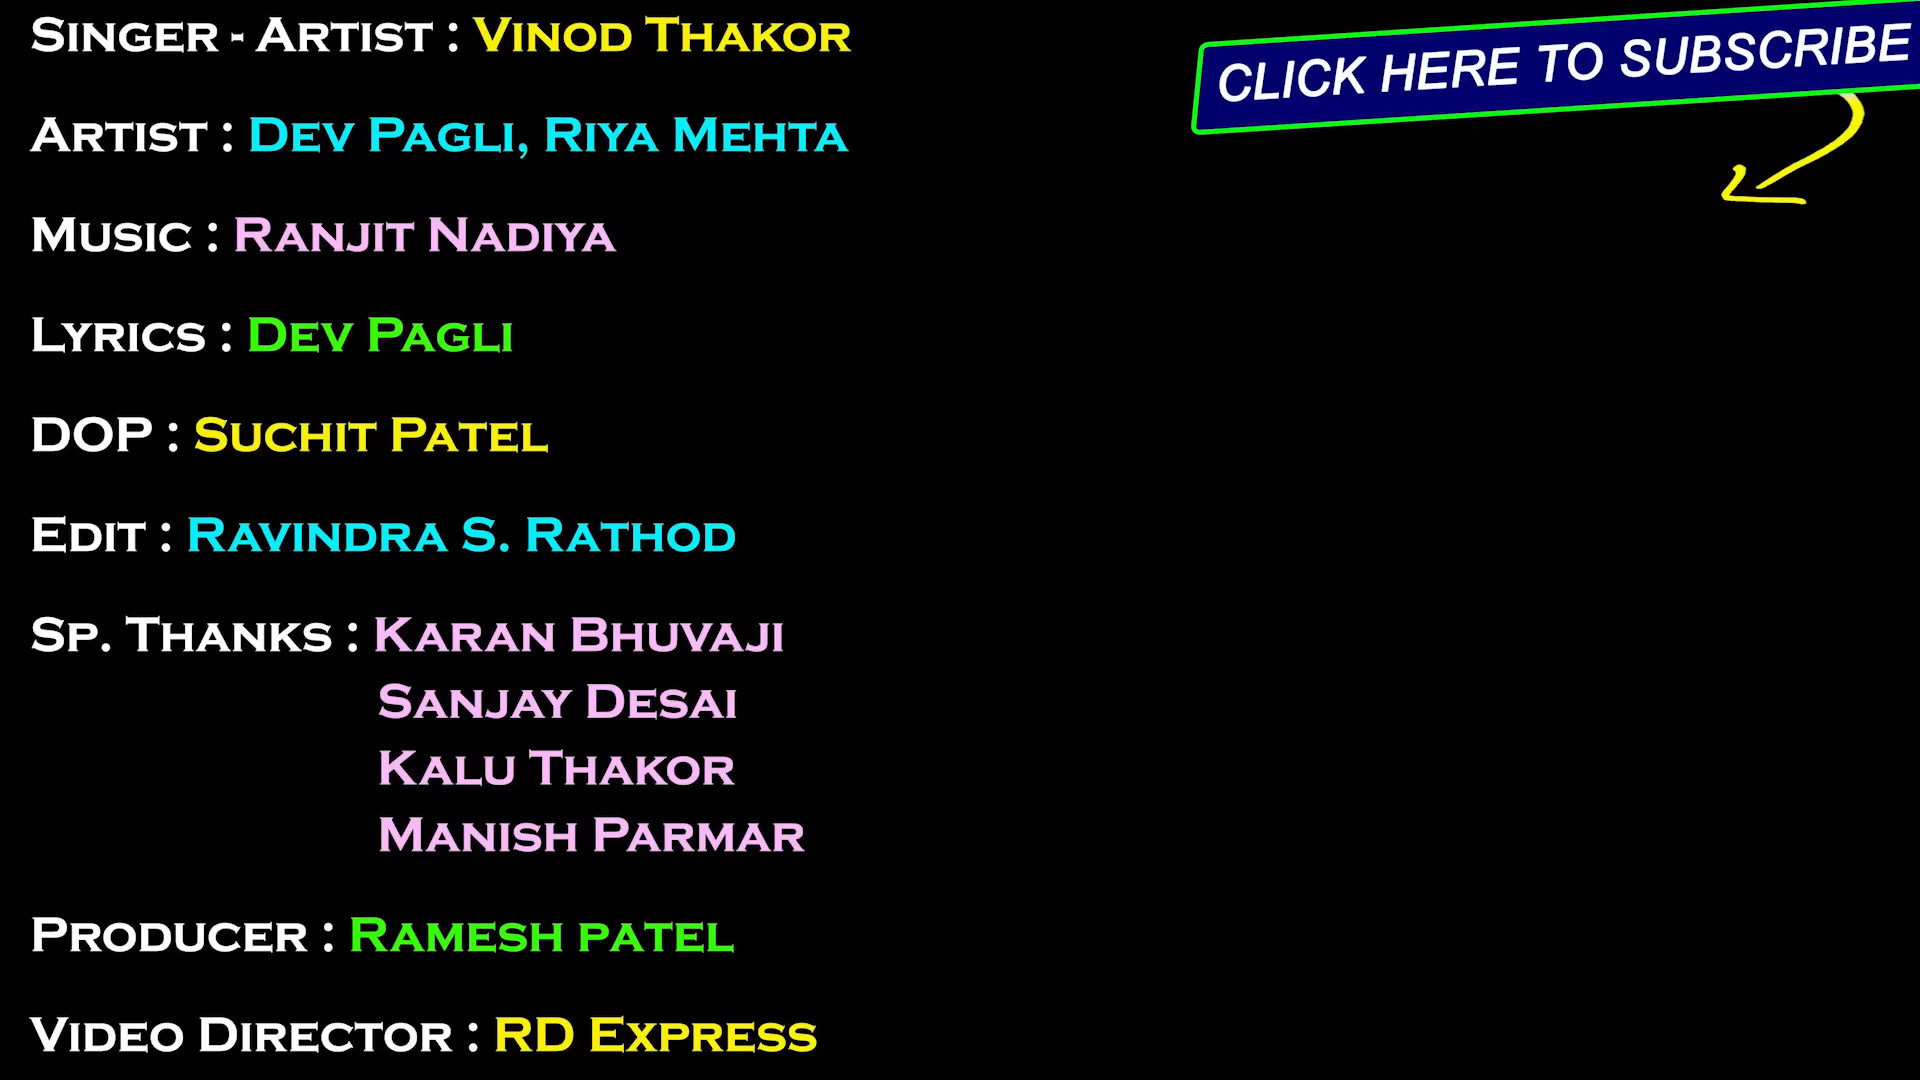 Singer - Artist : Vinod Thakor
CLICK HERE TO SUBSCRIBE
Artist : Dev Pagli, Riya Mehta
Music : Ranjit Nadiya
Lyrics : Dev Pagli
DOP : Suchit Patel
Edit : Ravindra S. Rathod
Sp. Thanks : Karan Bhuvaji
Sanjay Desai
Kalu Thakor
Manish Parmar
Producer : Ramesh patel
Video Director : RD Express